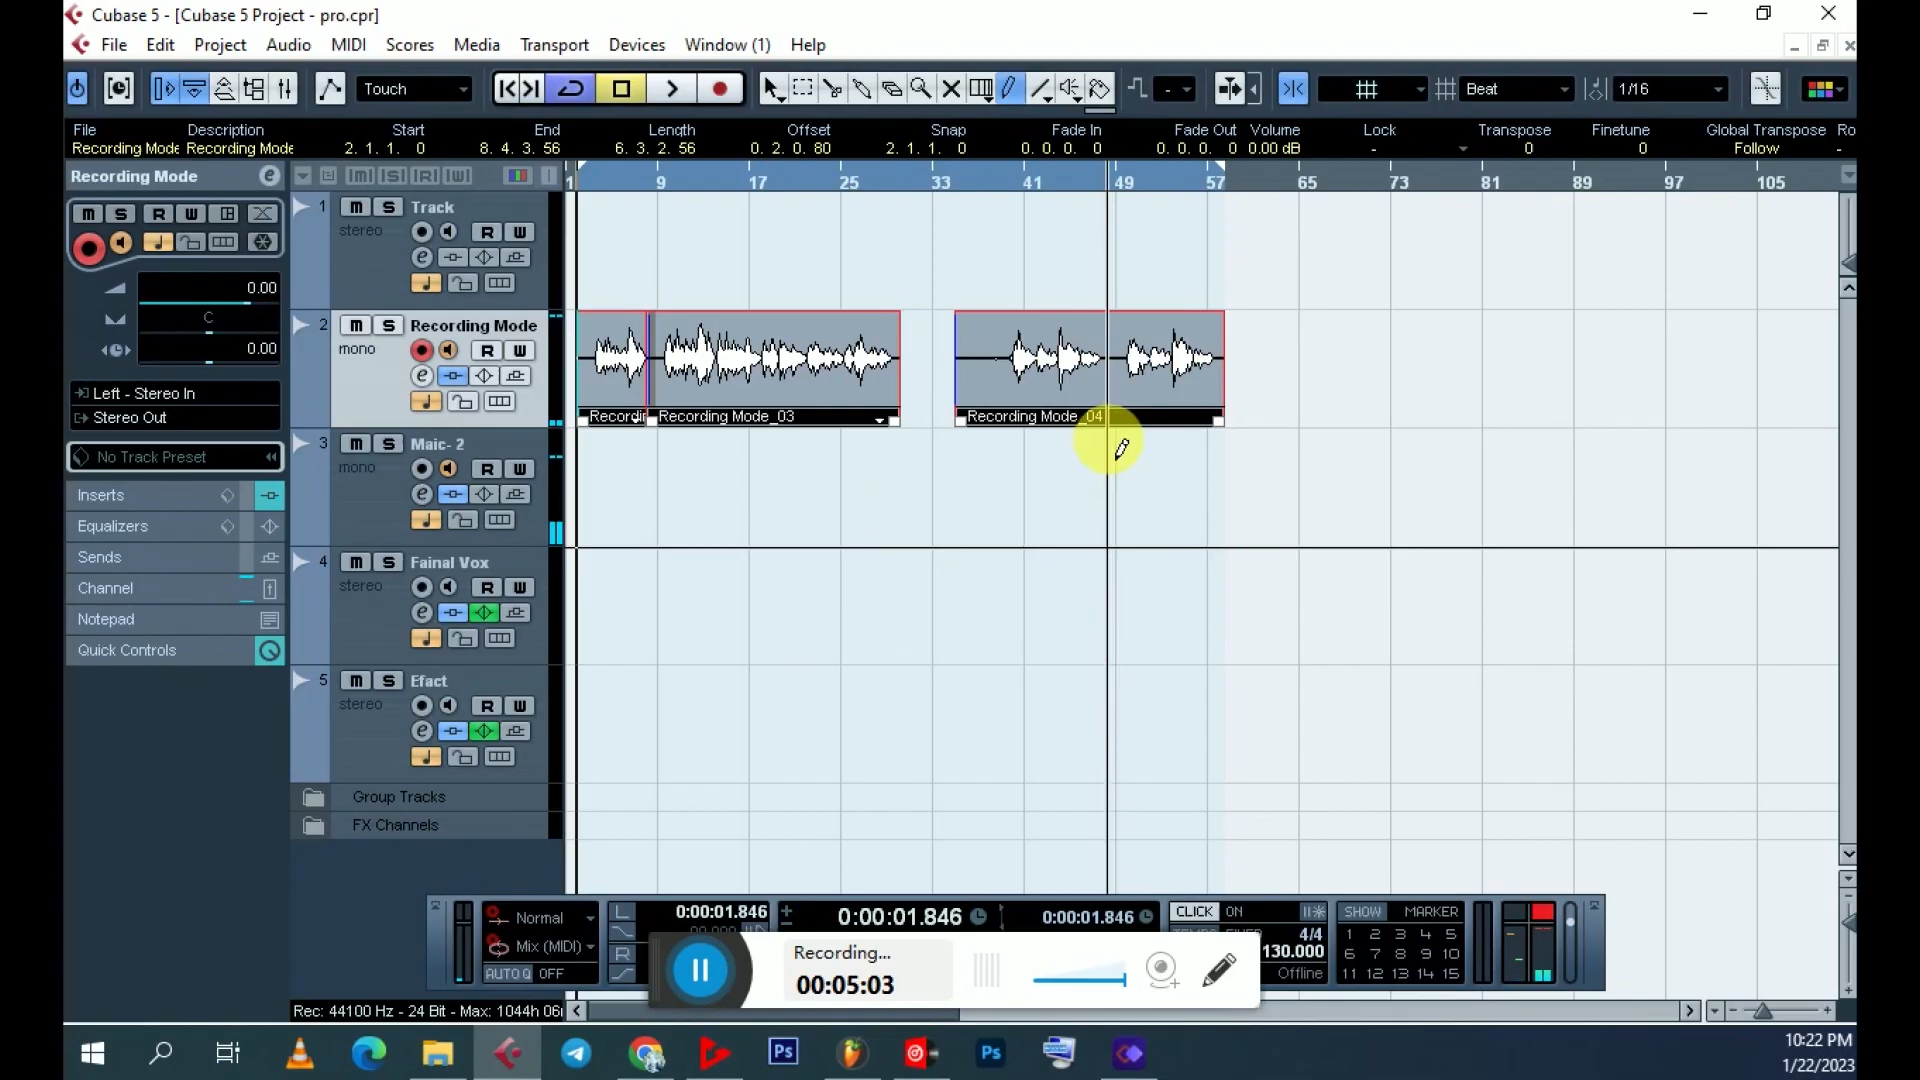 Cubase 5 - [Cubase 5 Project - pro.cpr]
File Edit Project Audio MIDI Scores Media Transport Devices Window (1) Help
Touch - Beat 1/16
File Description Start End Length Offset Snap Fade In Fade Out Volume Lock Transpose Finetune Global Transpose Ro
Recording Mode Recording Mode 2. 1. 1. 0 8. 4. 3. 56 6. 3. 2. 56 0. 2. 0. 80 2. 1. 1. 0 0. 0. 0. 0 0. 0. 0. 0 0.00 dB - 0 0 Follow -
Recording Mode
1 9 17 25 33 41 49 57 65 73 81 89 97 105
M S R W
0.00
C
0.00
Left - Stereo In
Stereo Out
No Track Preset
Inserts
Equalizers
Sends
Channel
Notepad
Quick Controls
1 m S Track
stereo R W
2 m S Recording Mode
mono R W
Recordin Recording Mode_03 Recording Mode_04
3 m S Maic- 2
mono R W
4 m S Fainal Vox
stereo R W
5 m S Efact
stereo R W
Group Tracks
FX Channels
Normal
Mix (MIDI)
AUTO Q OFF
L
R
0:00:01.846 0:00:01.846 0:00:01.846
CLICK ON
4/4
130.000
Offline
SHOW MARKER
1 2 3 4 5
6 7 8 9 10
11 12 13 14 15
Recording...
00:05:03
Rec: 44100 Hz - 24 Bit - Max: 1044h 06
Ps Ps
10:22 PM
1/22/2023